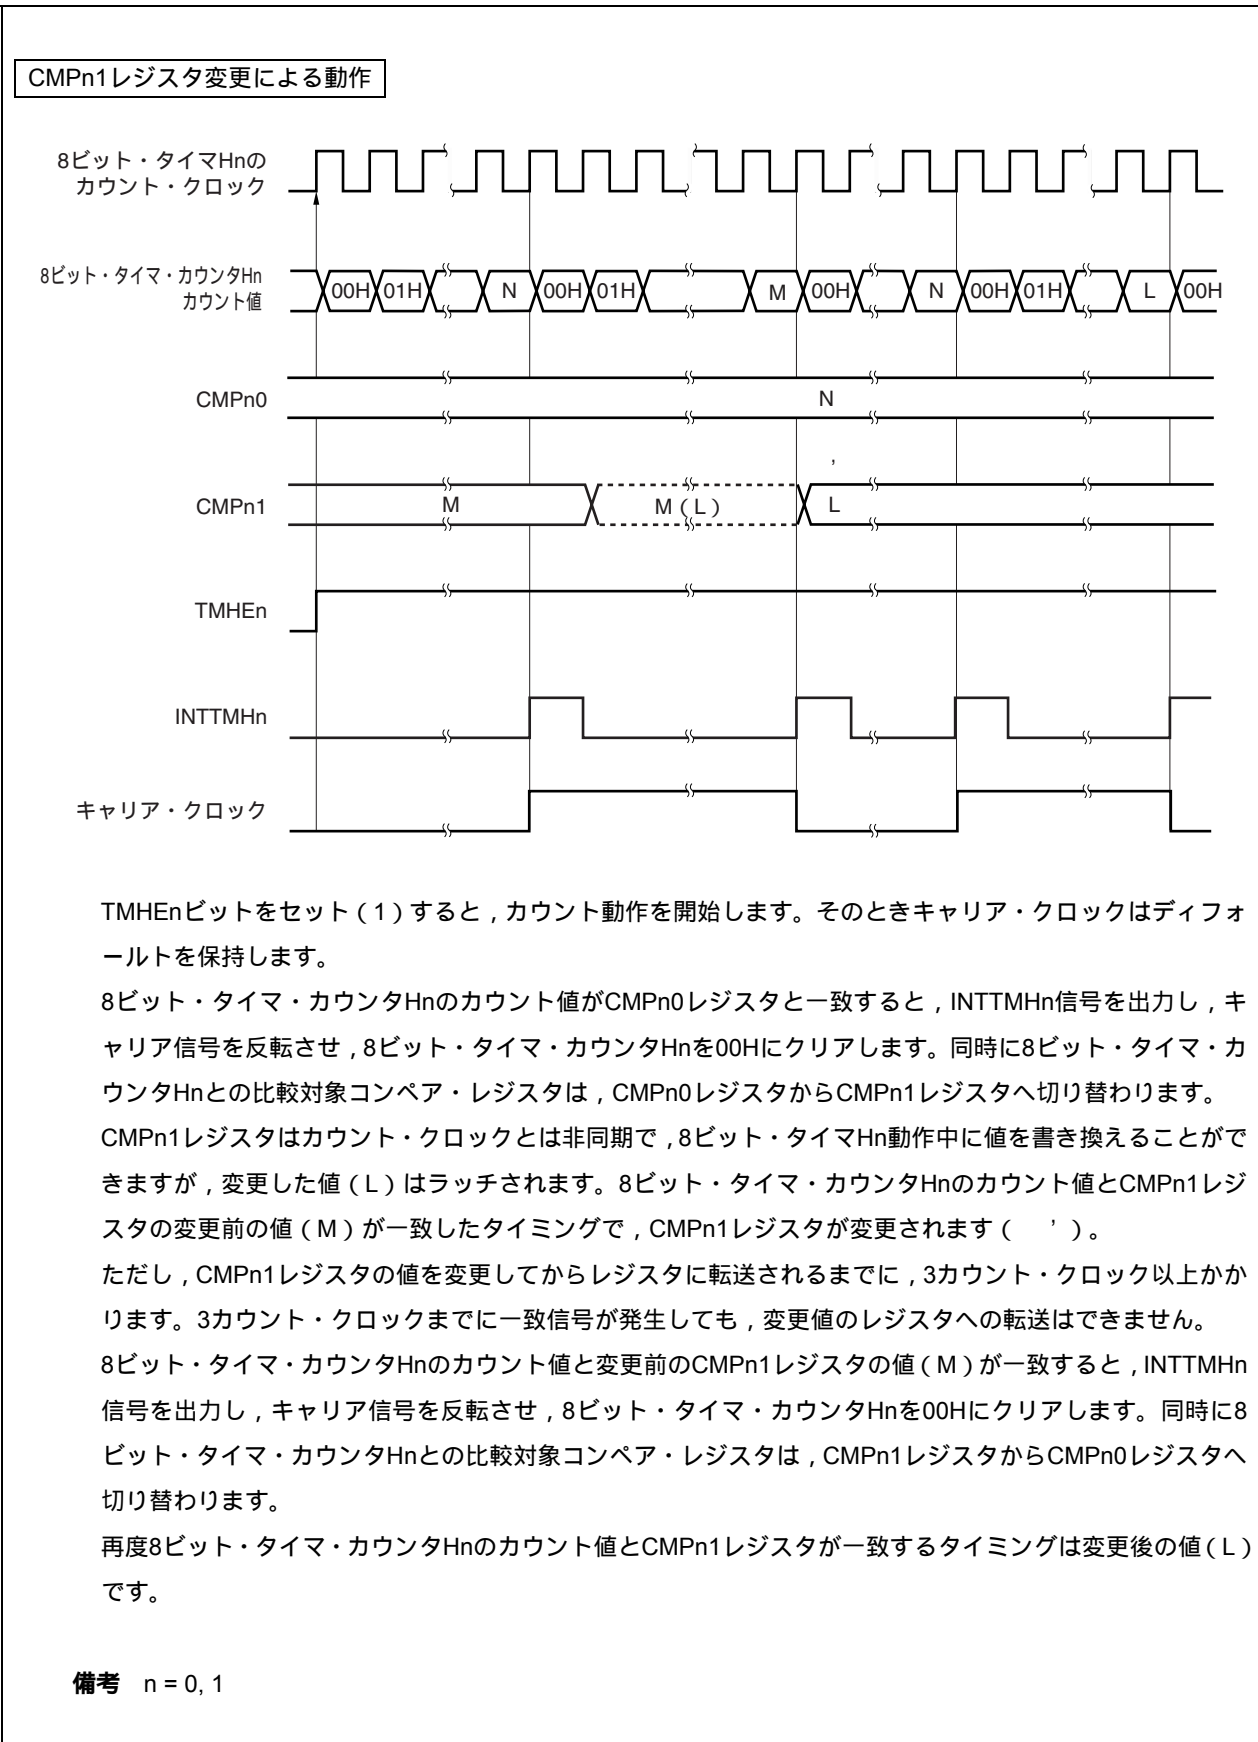 CMPn1レジスタ変更による動作
8ビット・タイマHnの
カウント・クロック
8ビット・タイマ・カウンタHn
カウント値
00H 01H N 00H 01H M 00H N 00H 01H L 00H
CMPn0
N
,
CMPn1
M M(L) L
TMHEn
INTTMHn
キャリア・クロック
TMHEnビットをセット(1)すると,カウント動作を開始します。そのときキャリア・クロックはディフォ
ールトを保持します。
8ビット・タイマ・カウンタHnのカウント値がCMPn0レジスタと一致すると,INTTMHn信号を出力し,キ
ャリア信号を反転させ,8ビット・タイマ・カウンタHnを00Hにクリアします。同時に8ビット・タイマ・カ
ウンタHnとの比較対象コンペア・レジスタは,CMPn0レジスタからCMPn1レジスタへ切り替わります。
CMPn1レジスタはカウント・クロックとは非同期で,8ビット・タイマHn動作中に値を書き換えることがで
きますが,変更した値(L)はラッチされます。8ビット・タイマ・カウンタHnのカウント値とCMPn1レジ
スタの変更前の値(M)が一致したタイミングで,CMPn1レジスタが変更されます( ’)。
ただし,CMPn1レジスタの値を変更してからレジスタに転送されるまでに,3カウント・クロック以上かか
ります。3カウント・クロックまでに一致信号が発生しても,変更値のレジスタへの転送はできません。
8ビット・タイマ・カウンタHnのカウント値と変更前のCMPn1レジスタの値(M)が一致すると,INTTMHn
信号を出力し,キャリア信号を反転させ,8ビット・タイマ・カウンタHnを00Hにクリアします。同時に8
ビット・タイマ・カウンタHnとの比較対象コンペア・レジスタは,CMPn1レジスタからCMPn0レジスタへ
切り替わります。
再度8ビット・タイマ・カウンタHnのカウント値とCMPn1レジスタが一致するタイミングは変更後の値(L)
です。
備考 n = 0, 1